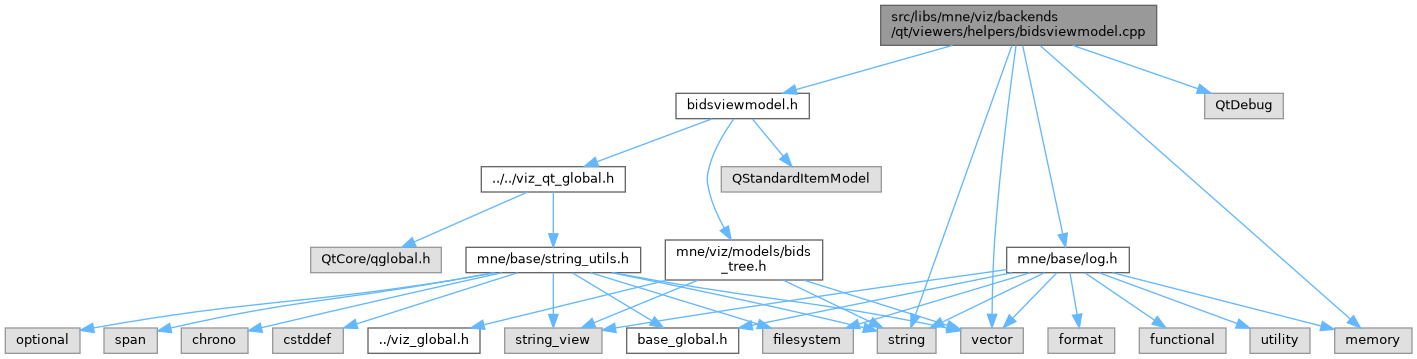 src/libs/mne/viz/backends
/qt/viewers/helpers/bidsviewmodel.cpp
bidsviewmodel.h
QtDebug
../../viz_qt_global.h
QStandardItemModel
QtCore/qglobal.h
mne/base/string_utils.h
mne/viz/models/bids
_tree.h
mne/base/log.h
optional
span
chrono
cstddef
../viz_global.h
string_view
base_global.h
filesystem
string
vector
format
functional
utility
memory